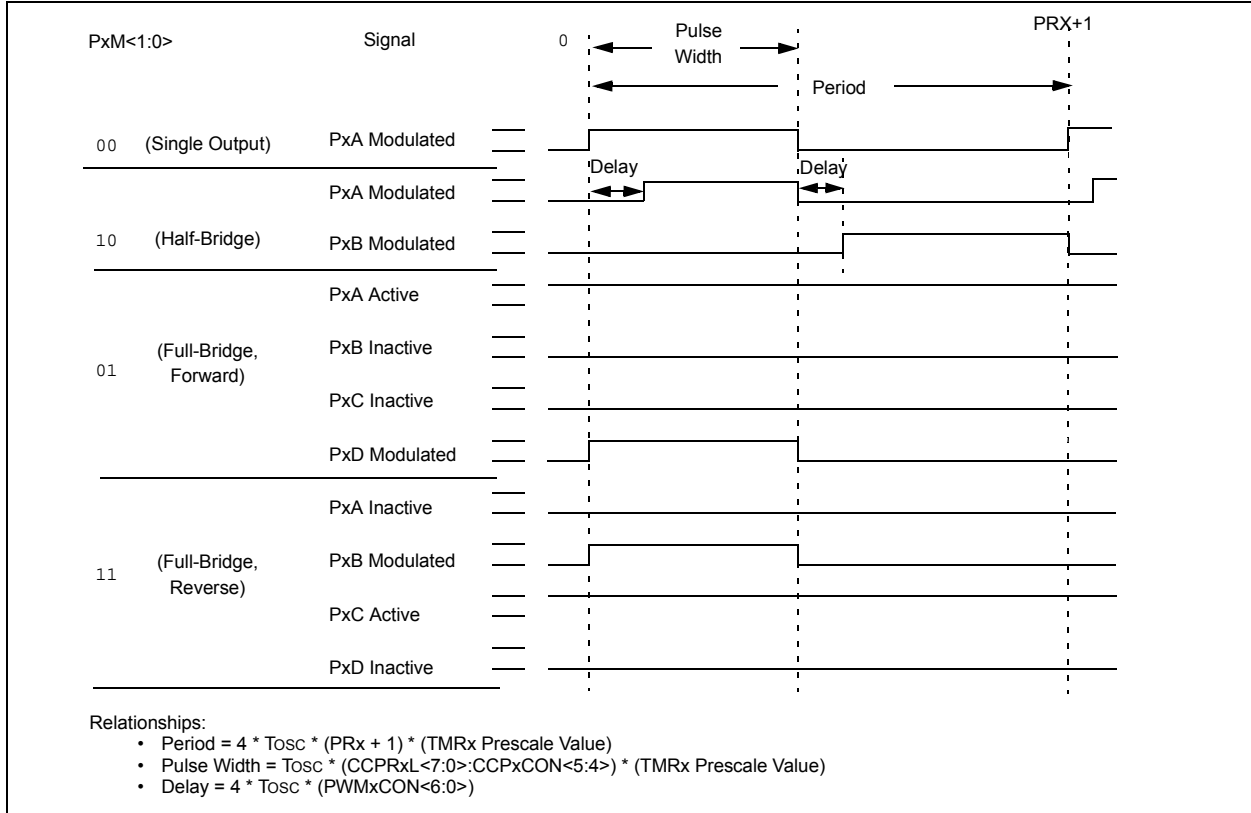 PxM<1:0>
Signal
0
Pulse
Width
PRX+1
Period
00
(Single Output)
PxA Modulated
Delay
Delay
PxA Modulated
10
(Half-Bridge)
PxB Modulated
PxA Active
01
(Full-Bridge,
Forward)
PxB Inactive
PxC Inactive
PxD Modulated
PxA Inactive
11
(Full-Bridge,
Reverse)
PxB Modulated
PxC Active
PxD Inactive
Relationships:
• Period = 4 * TOSC * (PRx + 1) * (TMRx Prescale Value)
• Pulse Width = TOSC * (CCPRxL<7:0>:CCPxCON<5:4>) * (TMRx Prescale Value)
• Delay = 4 * TOSC * (PWMxCON<6:0>)